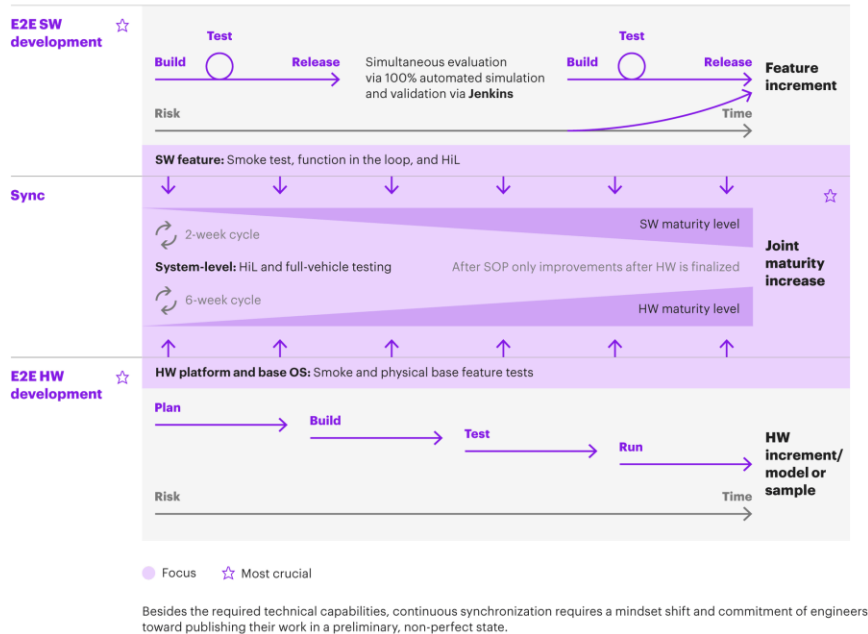 E2E SW
development
Test
Build
Release
Simultaneous evaluation
via 100% automated simulation
and validation via Jenkins
Test
Build
Release
Feature
increment
Risk
Time
SW feature: Smoke test, function in the loop, and HiL
Sync
SW maturity level
2-week cycle
System-level: HiL and full-vehicle testing
After SOP only improvements after HW is finalized
Joint
maturity
increase
6-week cycle
HW maturity level
E2E HW
development
HW platform and base OS: Smoke and physical base feature tests
Plan
Build
Test
Run
HW
increment/
model or
sample
Risk
Time
Focus
Most crucial
Besides the required technical capabilities, continuous synchronization requires a mindset shift and commitment of engineers
toward publishing their work in a preliminary, non-perfect state.